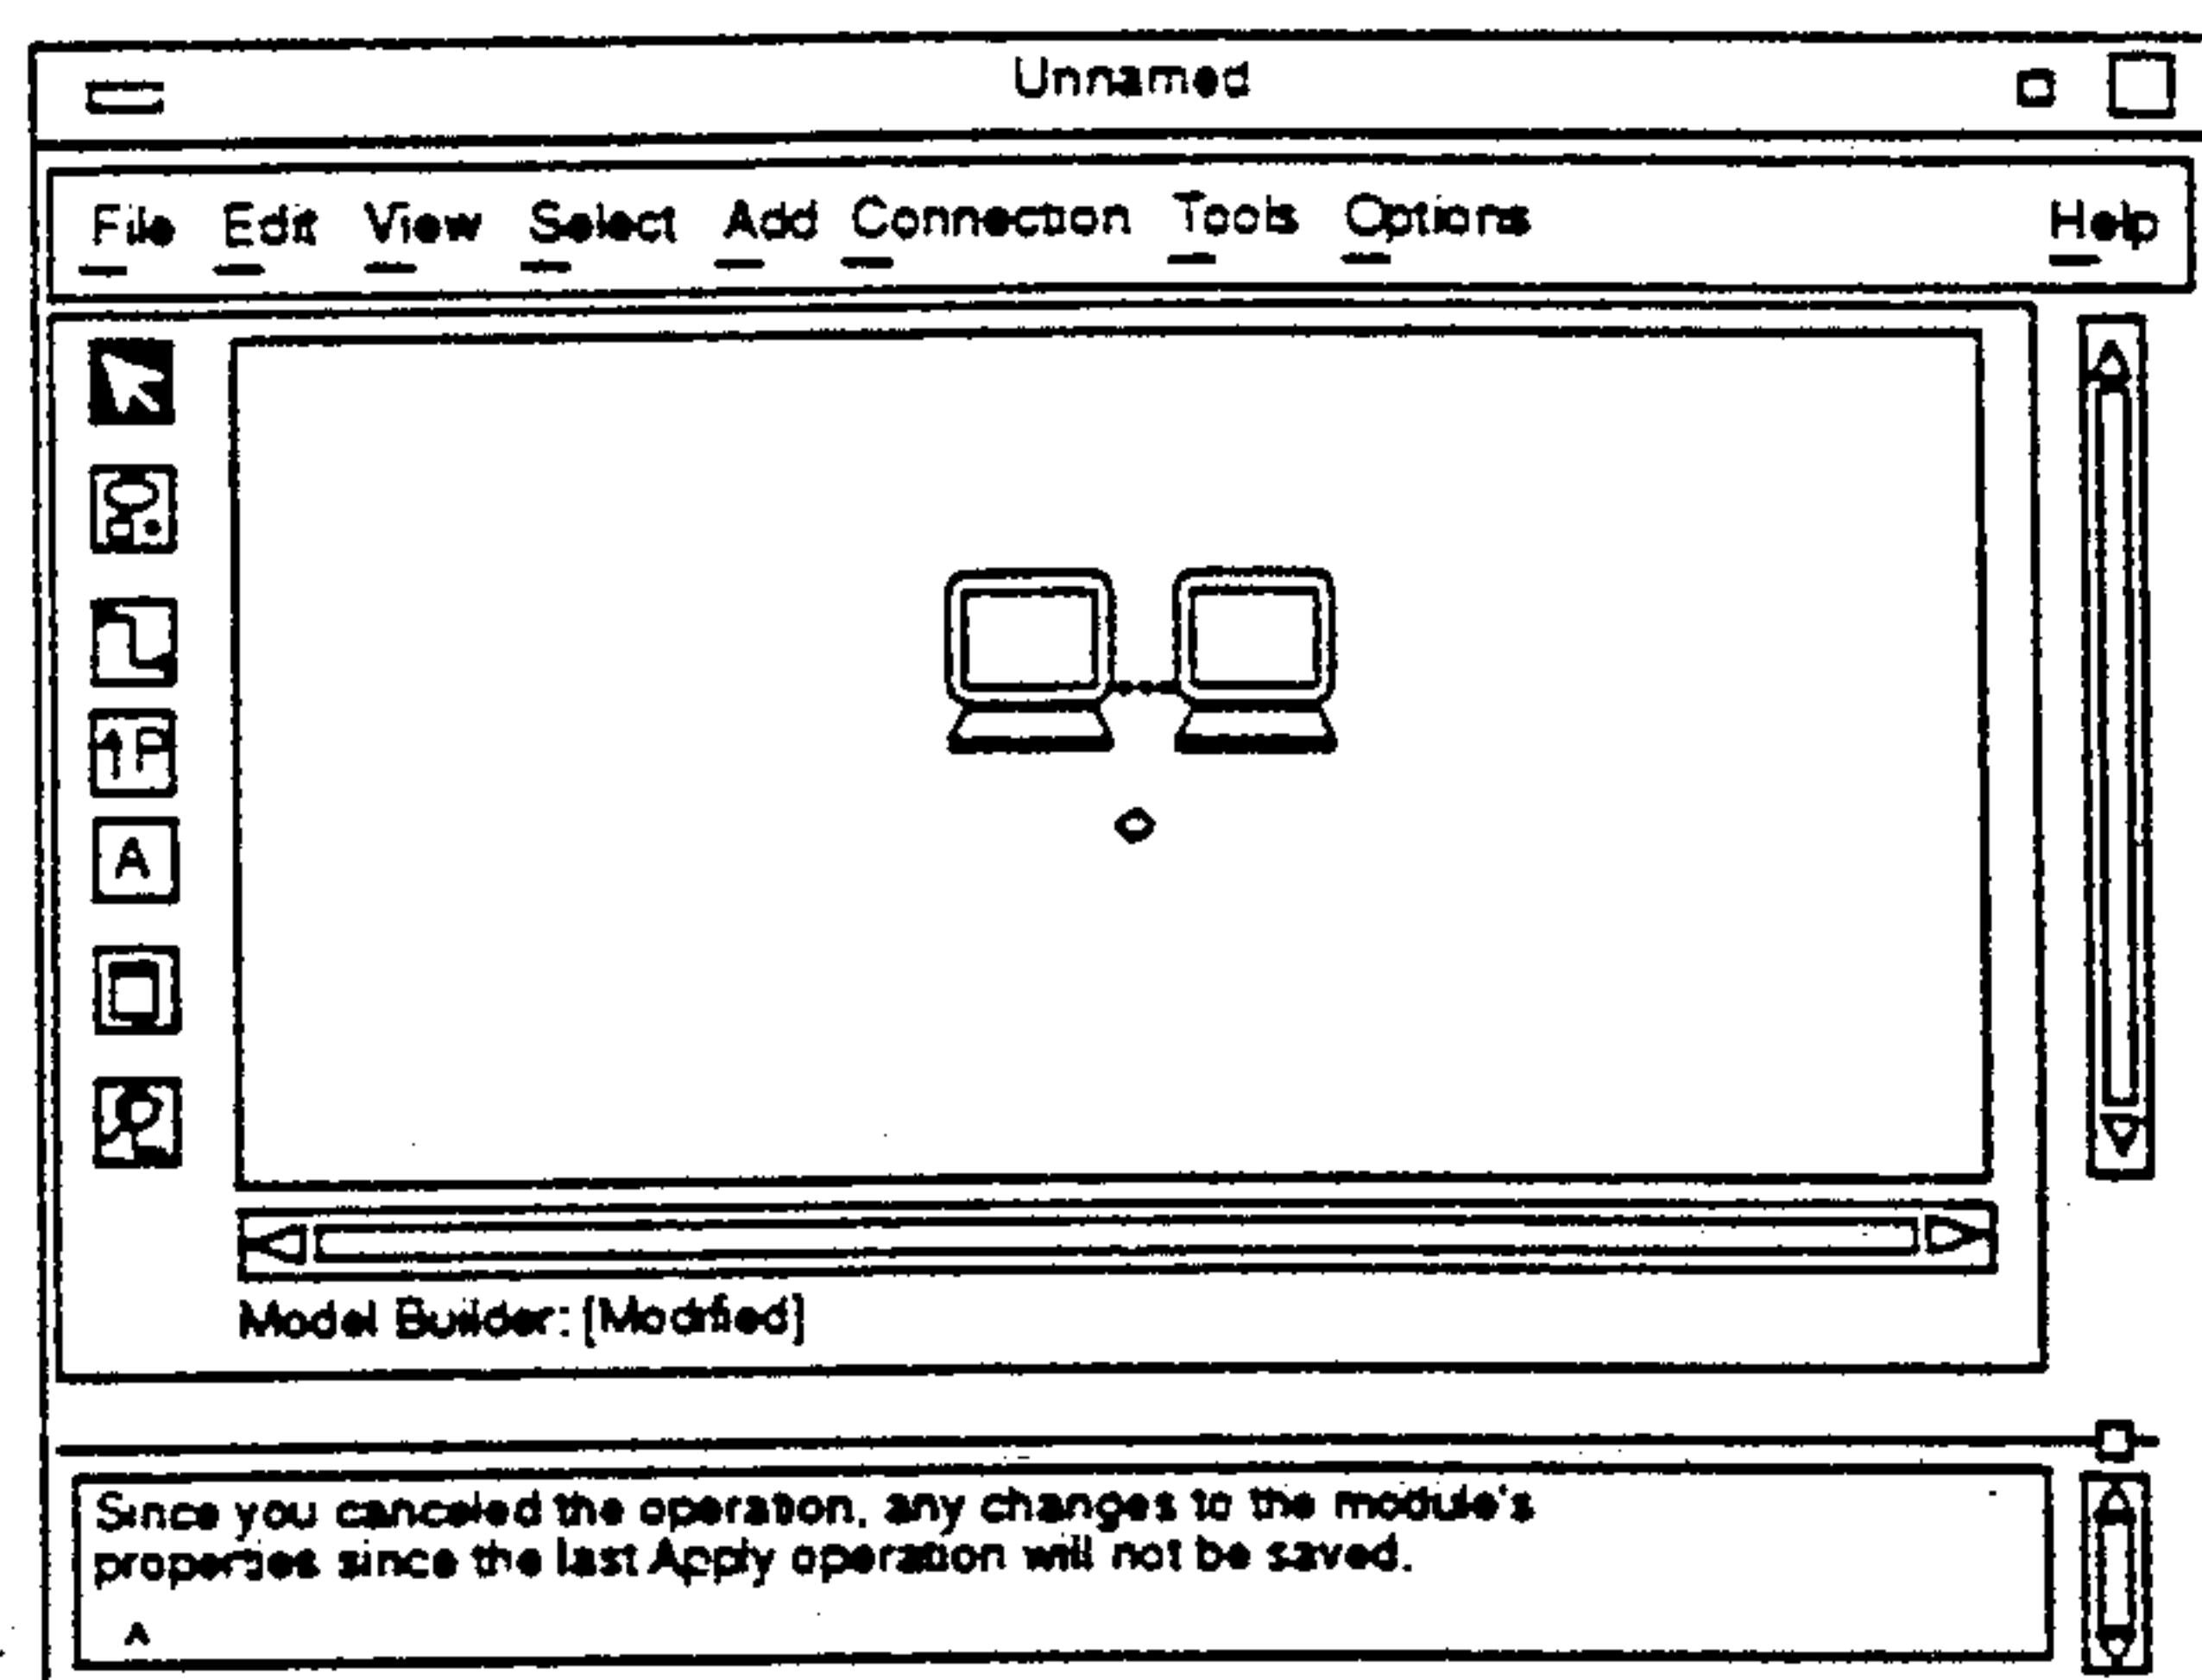 Unnamed
File Edit View Select Add Connection Tools Options Help
A
Model Builder: [Modified]
Since you canceled the operation, any changes to the module's
properties since the last Apply operation will not be saved.
^